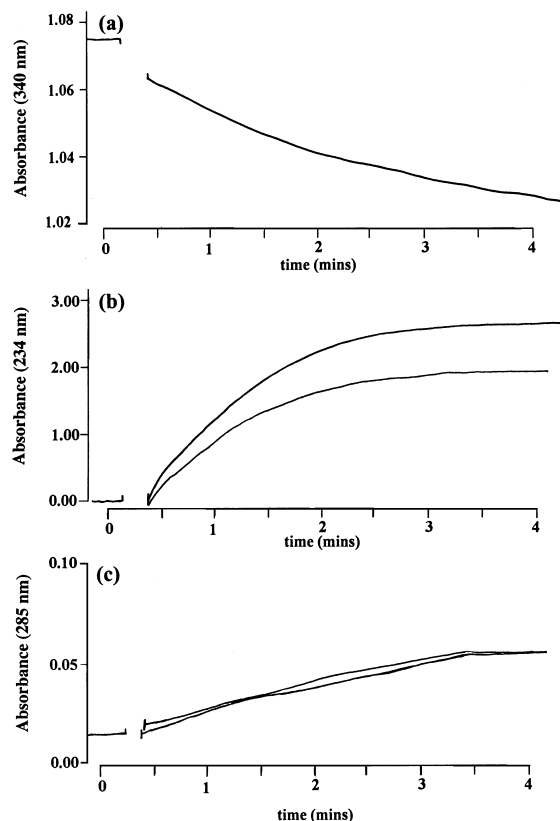 (a)
Absorbance (340 nm)
1.08
1.06
1.04
1.02
0 1 2 3 4
time (mins)
(b)
Absorbance (234 nm)
3.00
2.00
1.00
0.00
0 1 2 3 4
time (mins)
(c)
Absorbance (285 nm)
0.10
0.05
0.00
0 1 2 3 4
time (mins)